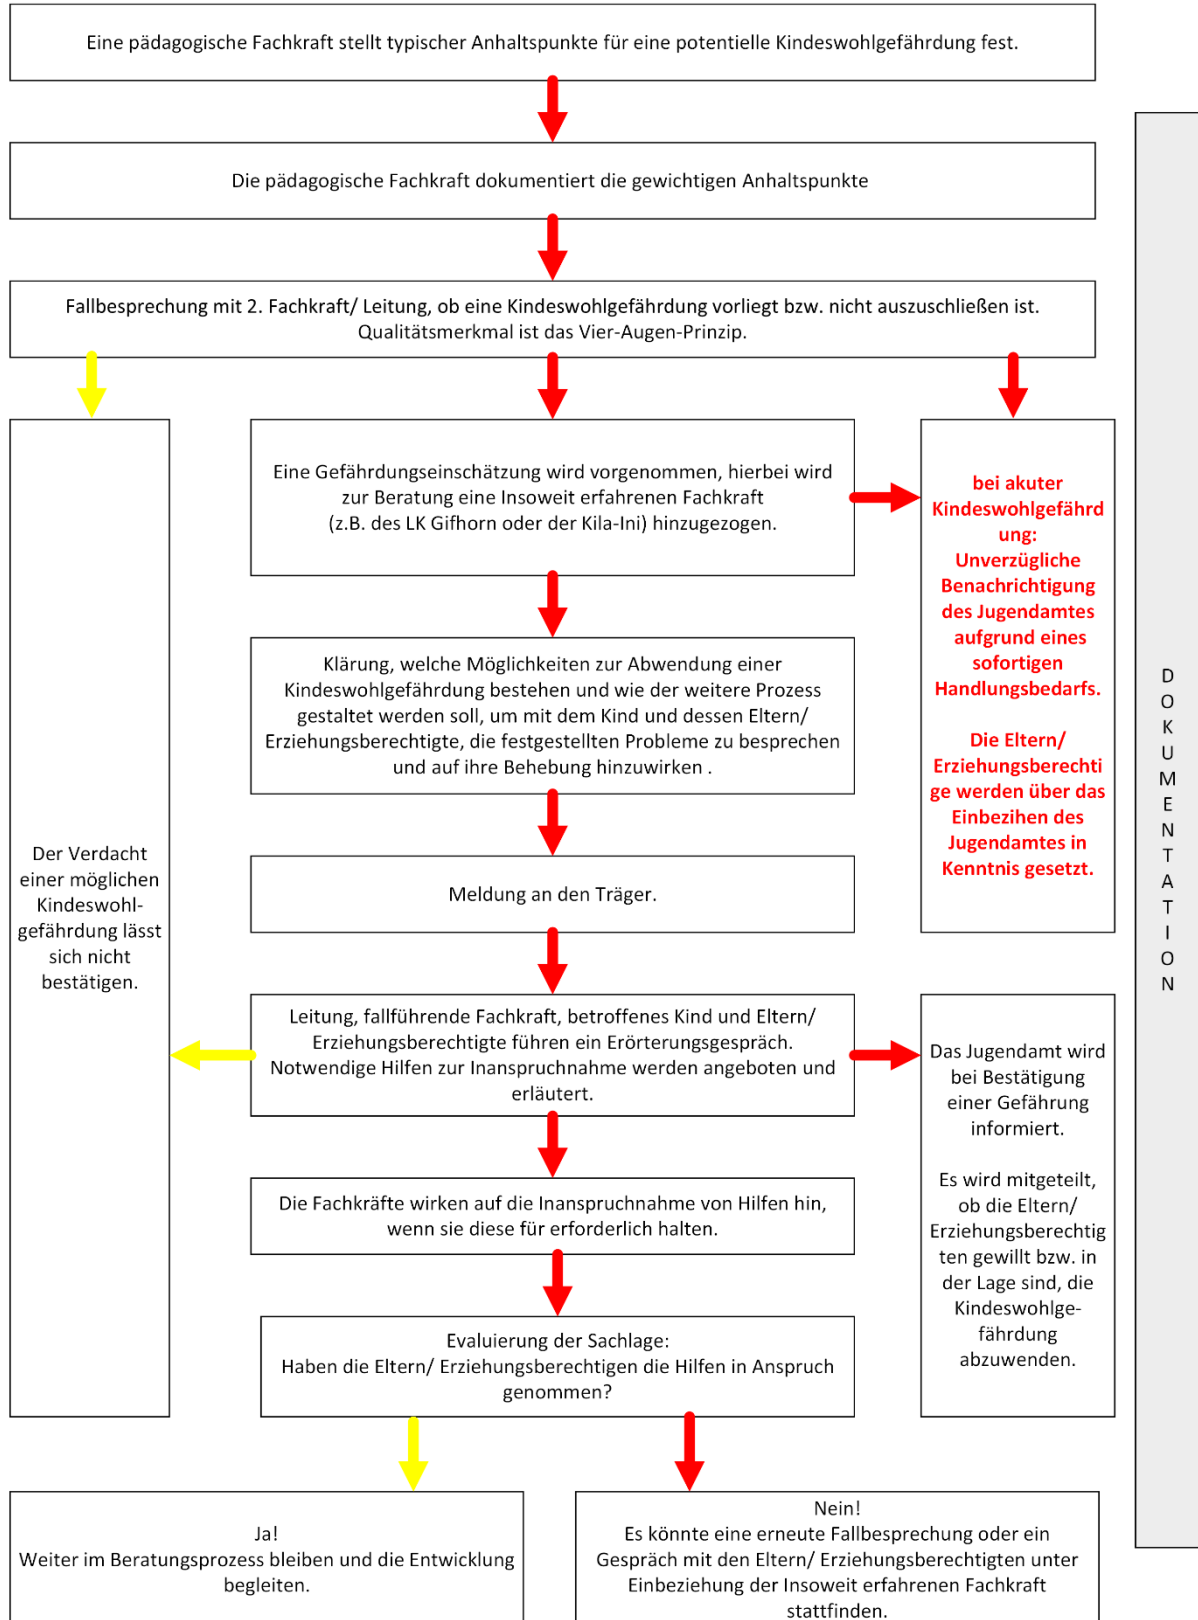 Eine pädagogische Fachkraft stellt typischer Anhaltspunkte für eine potentielle Kindeswohlgefährdung fest.
Die pädagogische Fachkraft dokumentiert die gewichtigen Anhaltspunkte
Fallbesprechung mit 2. Fachkraft/ Leitung, ob eine Kindeswohlgefährdung vorliegt bzw. nicht auszuschließen ist.
Qualitätsmerkmal ist das Vier-Augen-Prinzip.
Der Verdacht
einer möglichen
Kindeswohl-
gefährdung lässt
sich nicht
bestätigen.
Eine Gefährdungseinschätzung wird vorgenommen, hierbei wird
zur Beratung eine Insoweit erfahrenen Fachkraft
(z.B. des LK Gifhorn oder der Kila-Ini) hinzugezogen.
bei akuter
Kindeswohlgefährd
ung:
Unverzügliche
Benachrichtigung
des Jugendamtes
aufgrund eines
sofortigen
Handlungsbedarfs.
Die Eltern/
Erziehungsberechti
ge werden über das
Einbezihen des
Jugendamtes in
Kenntnis gesetzt.
Klärung, welche Möglichkeiten zur Abwendung einer
Kindeswohlgefährdung bestehen und wie der weitere Prozess
gestaltet werden soll, um mit dem Kind und dessen Eltern/
Erziehungsberechtigte, die festgestellten Probleme zu besprechen
und auf ihre Behebung hinzuwirken .
Meldung an den Träger.
Leitung, fallführende Fachkraft, betroffenes Kind und Eltern/
Erziehungsberechtigte führen ein Erörterungsgespräch.
Notwendige Hilfen zur Inanspruchnahme werden angeboten und
erläutert.
Das Jugendamt wird
bei Bestätigung
einer Gefährung
informiert.
Es wird mitgeteilt,
ob die Eltern/
Erziehungsberechtig
ten gewillt bzw. in
der Lage sind, die
Kindeswohlge-
fährdung
abzuwenden.
Die Fachkräfte wirken auf die Inanspruchnahme von Hilfen hin,
wenn sie diese für erforderlich halten.
Evaluierung der Sachlage:
Haben die Eltern/ Erziehungsberechtigen die Hilfen in Anspruch
genommen?
Ja!
Weiter im Beratungsprozess bleiben und die Entwicklung
begleiten.
Nein!
Es könnte eine erneute Fallbesprechung oder ein
Gespräch mit den Eltern/ Erziehungsberechtigten unter
Einbeziehung der Insoweit erfahrenen Fachkraft
stattfinden.
D
O
K
U
M
E
N
T
A
T
I
O
N